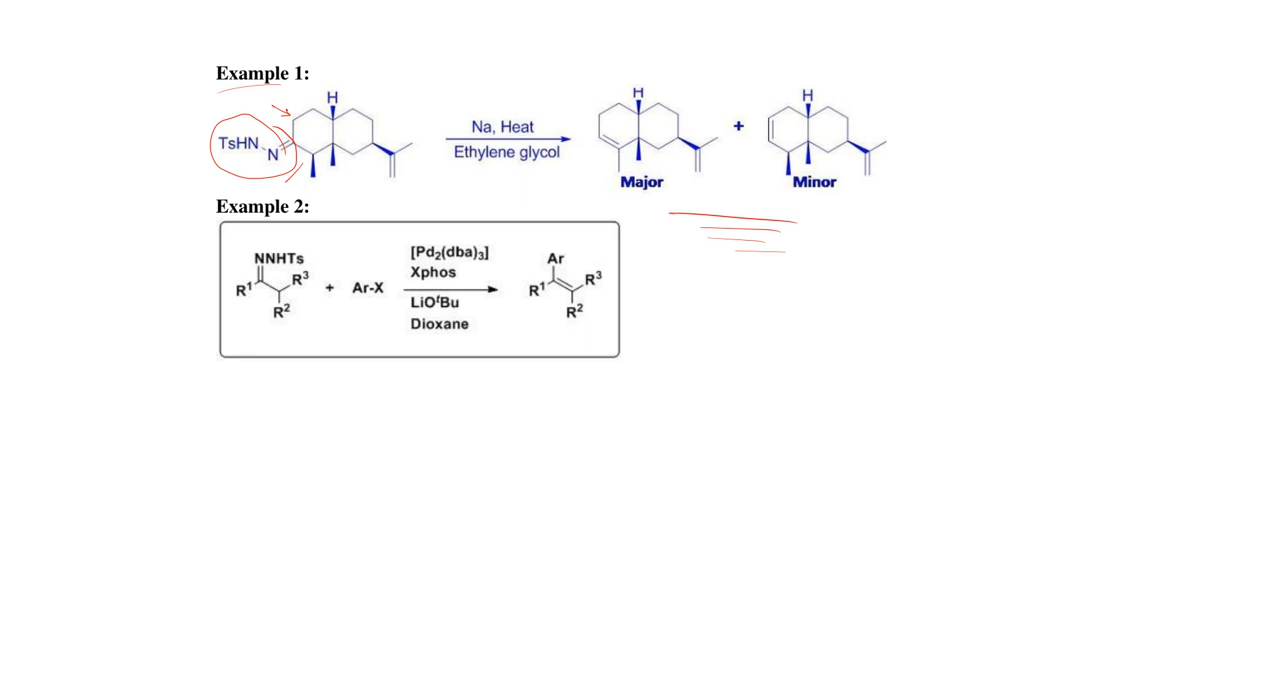 Example 1:
H
TsHN
N
Na, Heat
Ethylene glycol
H
Major
+
H
Minor
Example 2:
NNHTs
R¹
R³
R²
+
Ar-X
[Pd₂(dba)₃]
Xphos
LiOᵗBu
Dioxane
Ar
R¹
R³
R²